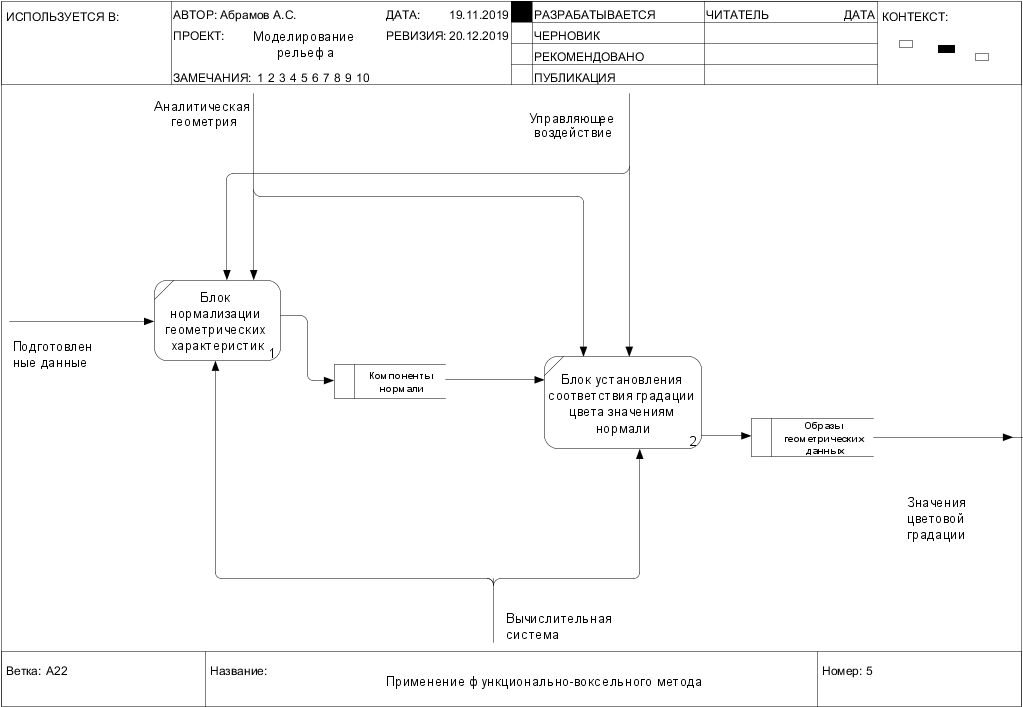 ИСПОЛЬЗУЕТСЯ В:
АВТОР: Абрамов А.С.
ДАТА: 19.11.2019
РАЗРАБАТЫВАЕТСЯ
ЧИТАТЕЛЬ
ДАТА
КОНТЕКСТ:
ПРОЕКТ: Моделирование
рельефа
РЕВИЗИЯ: 20.12.2019
ЧЕРНОВИК
РЕКОМЕНДОВАНО
ЗАМЕЧАНИЯ: 1 2 3 4 5 6 7 8 9 10
ПУБЛИКАЦИЯ
Аналитическая
геометрия
Управляющее
воздействие
Блок
нормализации
геометрических
характеристик
1
Подготовлен
ные данные
Компоненты
нормали
Блок установления
соответствия градации
цвета значениям
нормали
2
Образы
геометрических
данных
Значения
цветовой
градации
Вычислительная
система
Ветка: A22
Название:
Применение функционально-воксельного метода
Номер: 5